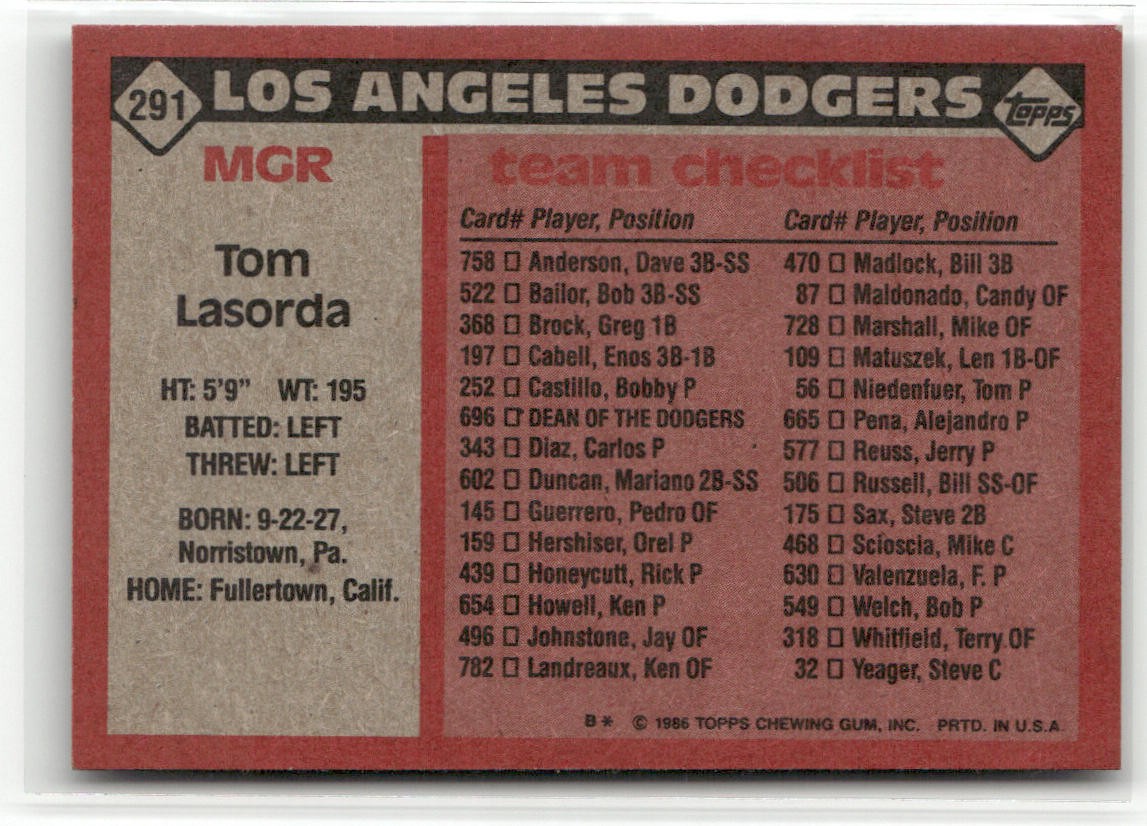 291 LOS ANGELES DODGERS topps
MGR
Tom
Lasorda
HT: 5'9" WT: 195
BATTED: LEFT
THREW: LEFT
BORN: 9-22-27,
Norristown, Pa.
HOME: Fullertown, Calif.
team checklist
Card# Player, Position Card# Player, Position
758 □ Anderson, Dave 3B-SS 470 □ Madlock, Bill 3B
522 □ Bailor, Bob 3B-SS 87 □ Maldonado, Candy OF
368 □ Brock, Greg 1B 728 □ Marshall, Mike OF
197 □ Cabell, Enos 3B-1B 109 □ Matuszek, Len 1B-OF
252 □ Castillo, Bobby P 56 □ Niedenfuer, Tom P
696 □ DEAN OF THE DODGERS 665 □ Pena, Alejandro P
343 □ Diaz, Carlos P 577 □ Reuss, Jerry P
602 □ Duncan, Mariano 2B-SS 506 □ Russell, Bill SS-OF
145 □ Guerrero, Pedro OF 175 □ Sax, Steve 2B
159 □ Hershiser, Orel P 468 □ Scioscia, Mike C
439 □ Honeycutt, Rick P 630 □ Valenzuela, F. P
654 □ Howell, Ken P 549 □ Welch, Bob P
496 □ Johnstone, Jay OF 318 □ Whitfield, Terry OF
782 □ Landreaux, Ken OF 32 □ Yeager, Steve C
B* © 1986 TOPPS CHEWING GUM, INC. PRTD. IN U.S.A.